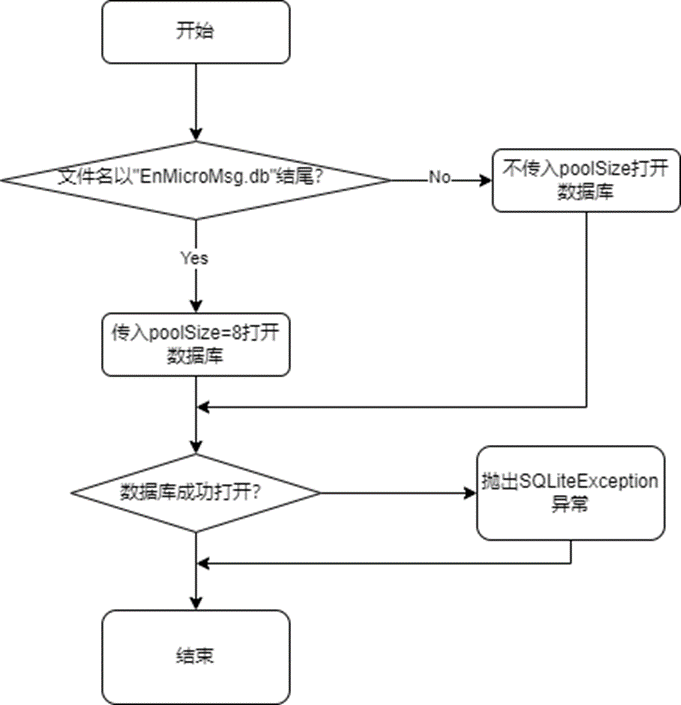 开始
文件名以"EnMicroMsg.db"结尾？
No
不传入poolSize打开
数据库
Yes
传入poolSize=8打开
数据库
数据库成功打开？
抛出SQLiteException
异常
结束